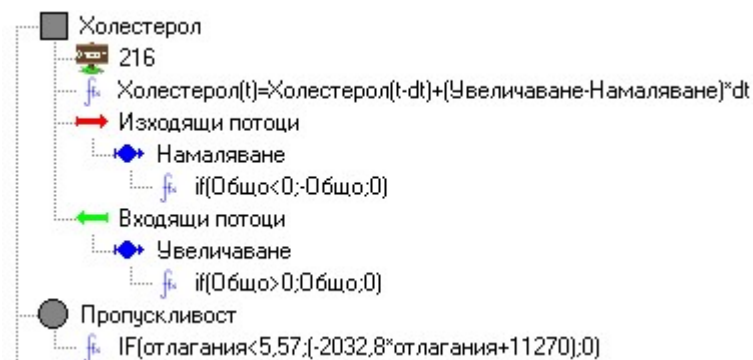 Холестерол
216
Холестерол(t)=Холестерол(t-dt)+(Увеличаване-Намаляване)*dt
Изходящи потоци
Намаляване
if(Общо<0;-Общо;0)
Входящи потоци
Увеличаване
if(Общо>0;Общо;0)
Пропускливост
IF(отлагания<5,57;(-2032,8*отлагания+11270);0)